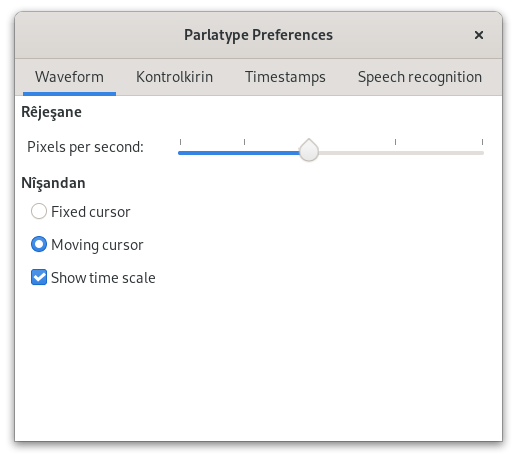 Parlatype Preferences
Waveform Kontrolkirin Timestamps Speech recognition
Rêjeşane
Pixels per second:
Nîşandan
Fixed cursor
Moving cursor
Show time scale